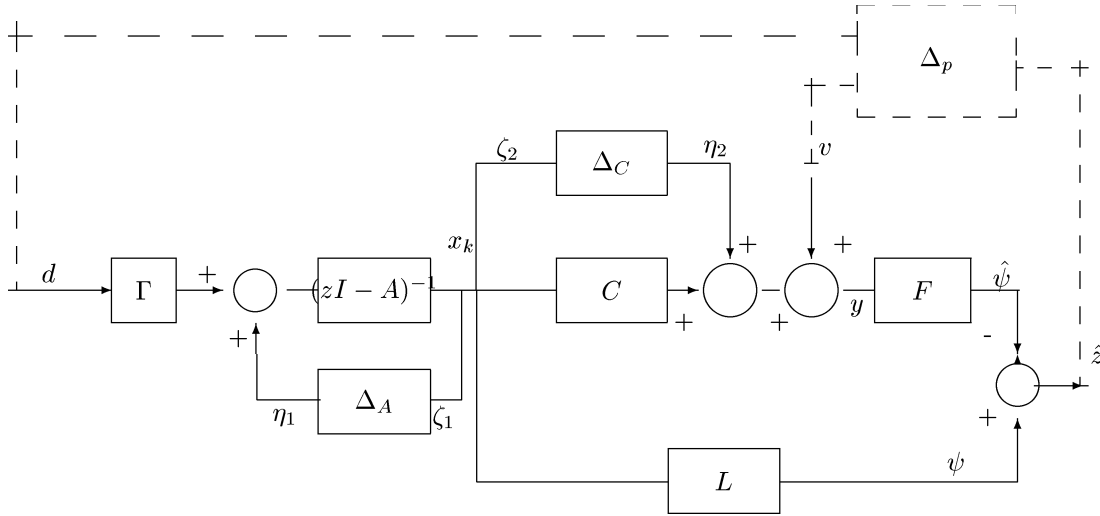 Δ_p
ζ_2
Δ_C
η_2
v
x_k
+
+
d
Γ
+
(zI − A)^{−1}
C
+
+
y
F
ψ̂
+
-
ẑ
η_1
Δ_A
ζ_1
+
L
ψ